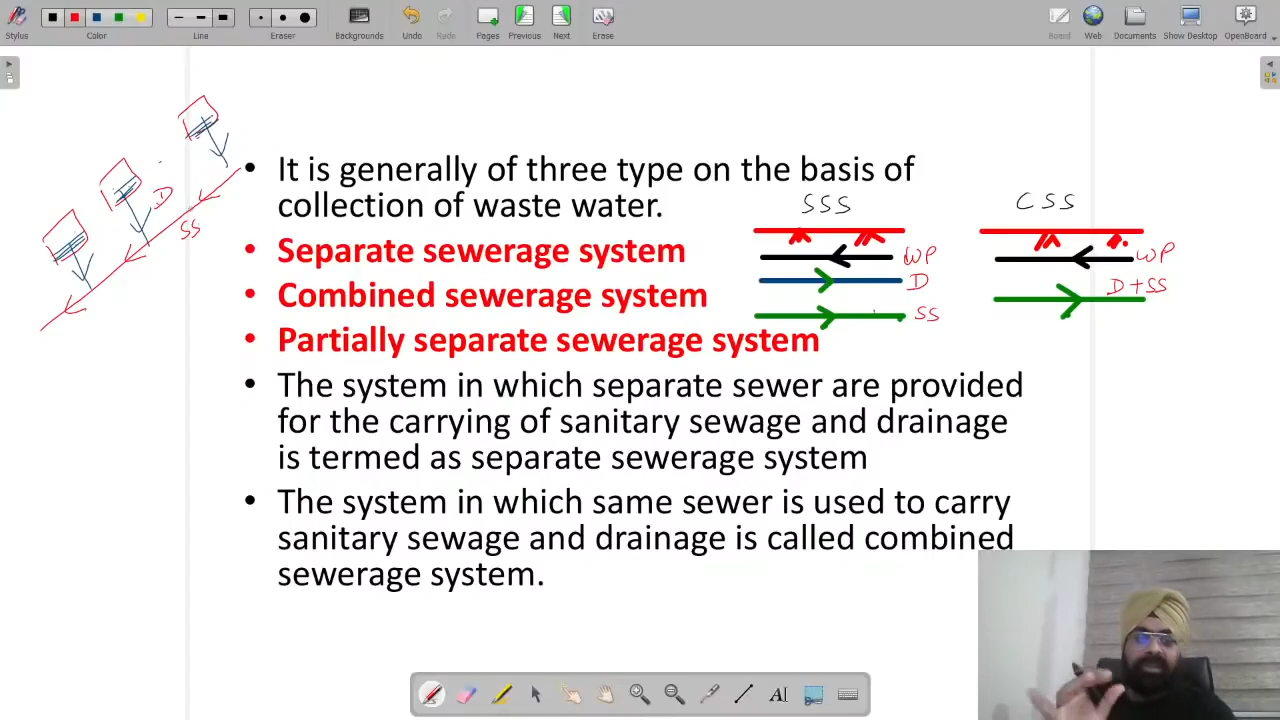 Stylus
Color
Line
Eraser
Backgrounds
Undo
Redo
Pages
Previous
Next
Erase
Board
Web
Documents
Show Desktop
OpenBoard
• It is generally of three type on the basis of
collection of waste water.
• Separate sewerage system
• Combined sewerage system
• Partially separate sewerage system
• The system in which separate sewer are provided
for the carrying of sanitary sewage and drainage
is termed as separate sewerage system
• The system in which same sewer is used to carry
sanitary sewage and drainage is called combined
sewerage system.
D
SS
SSS
WP
D
SS
CSS
WP
D+SS
AI